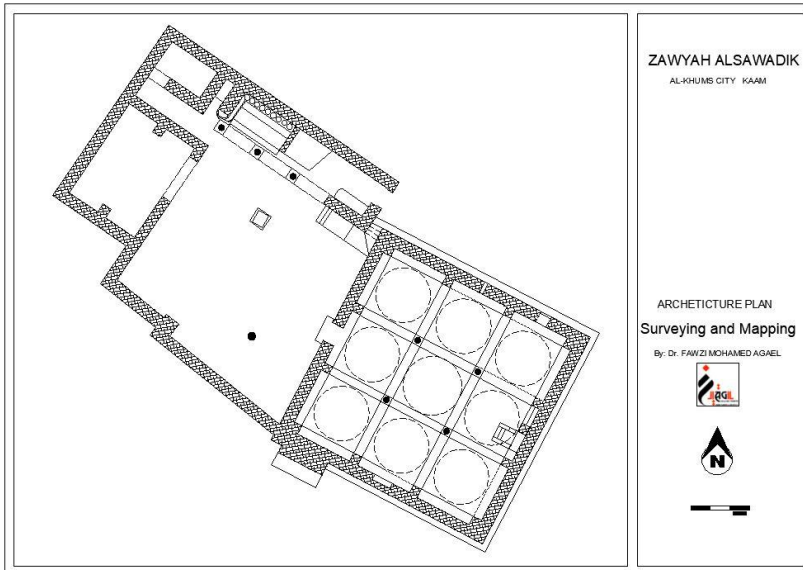 ZAWYAH ALSAWADIK
AL-KHUMS CITY KAAM
ARCHETICTURE PLAN
Surveying and Mapping
By: Dr. FAWZI MOHAMED AGAEL
N